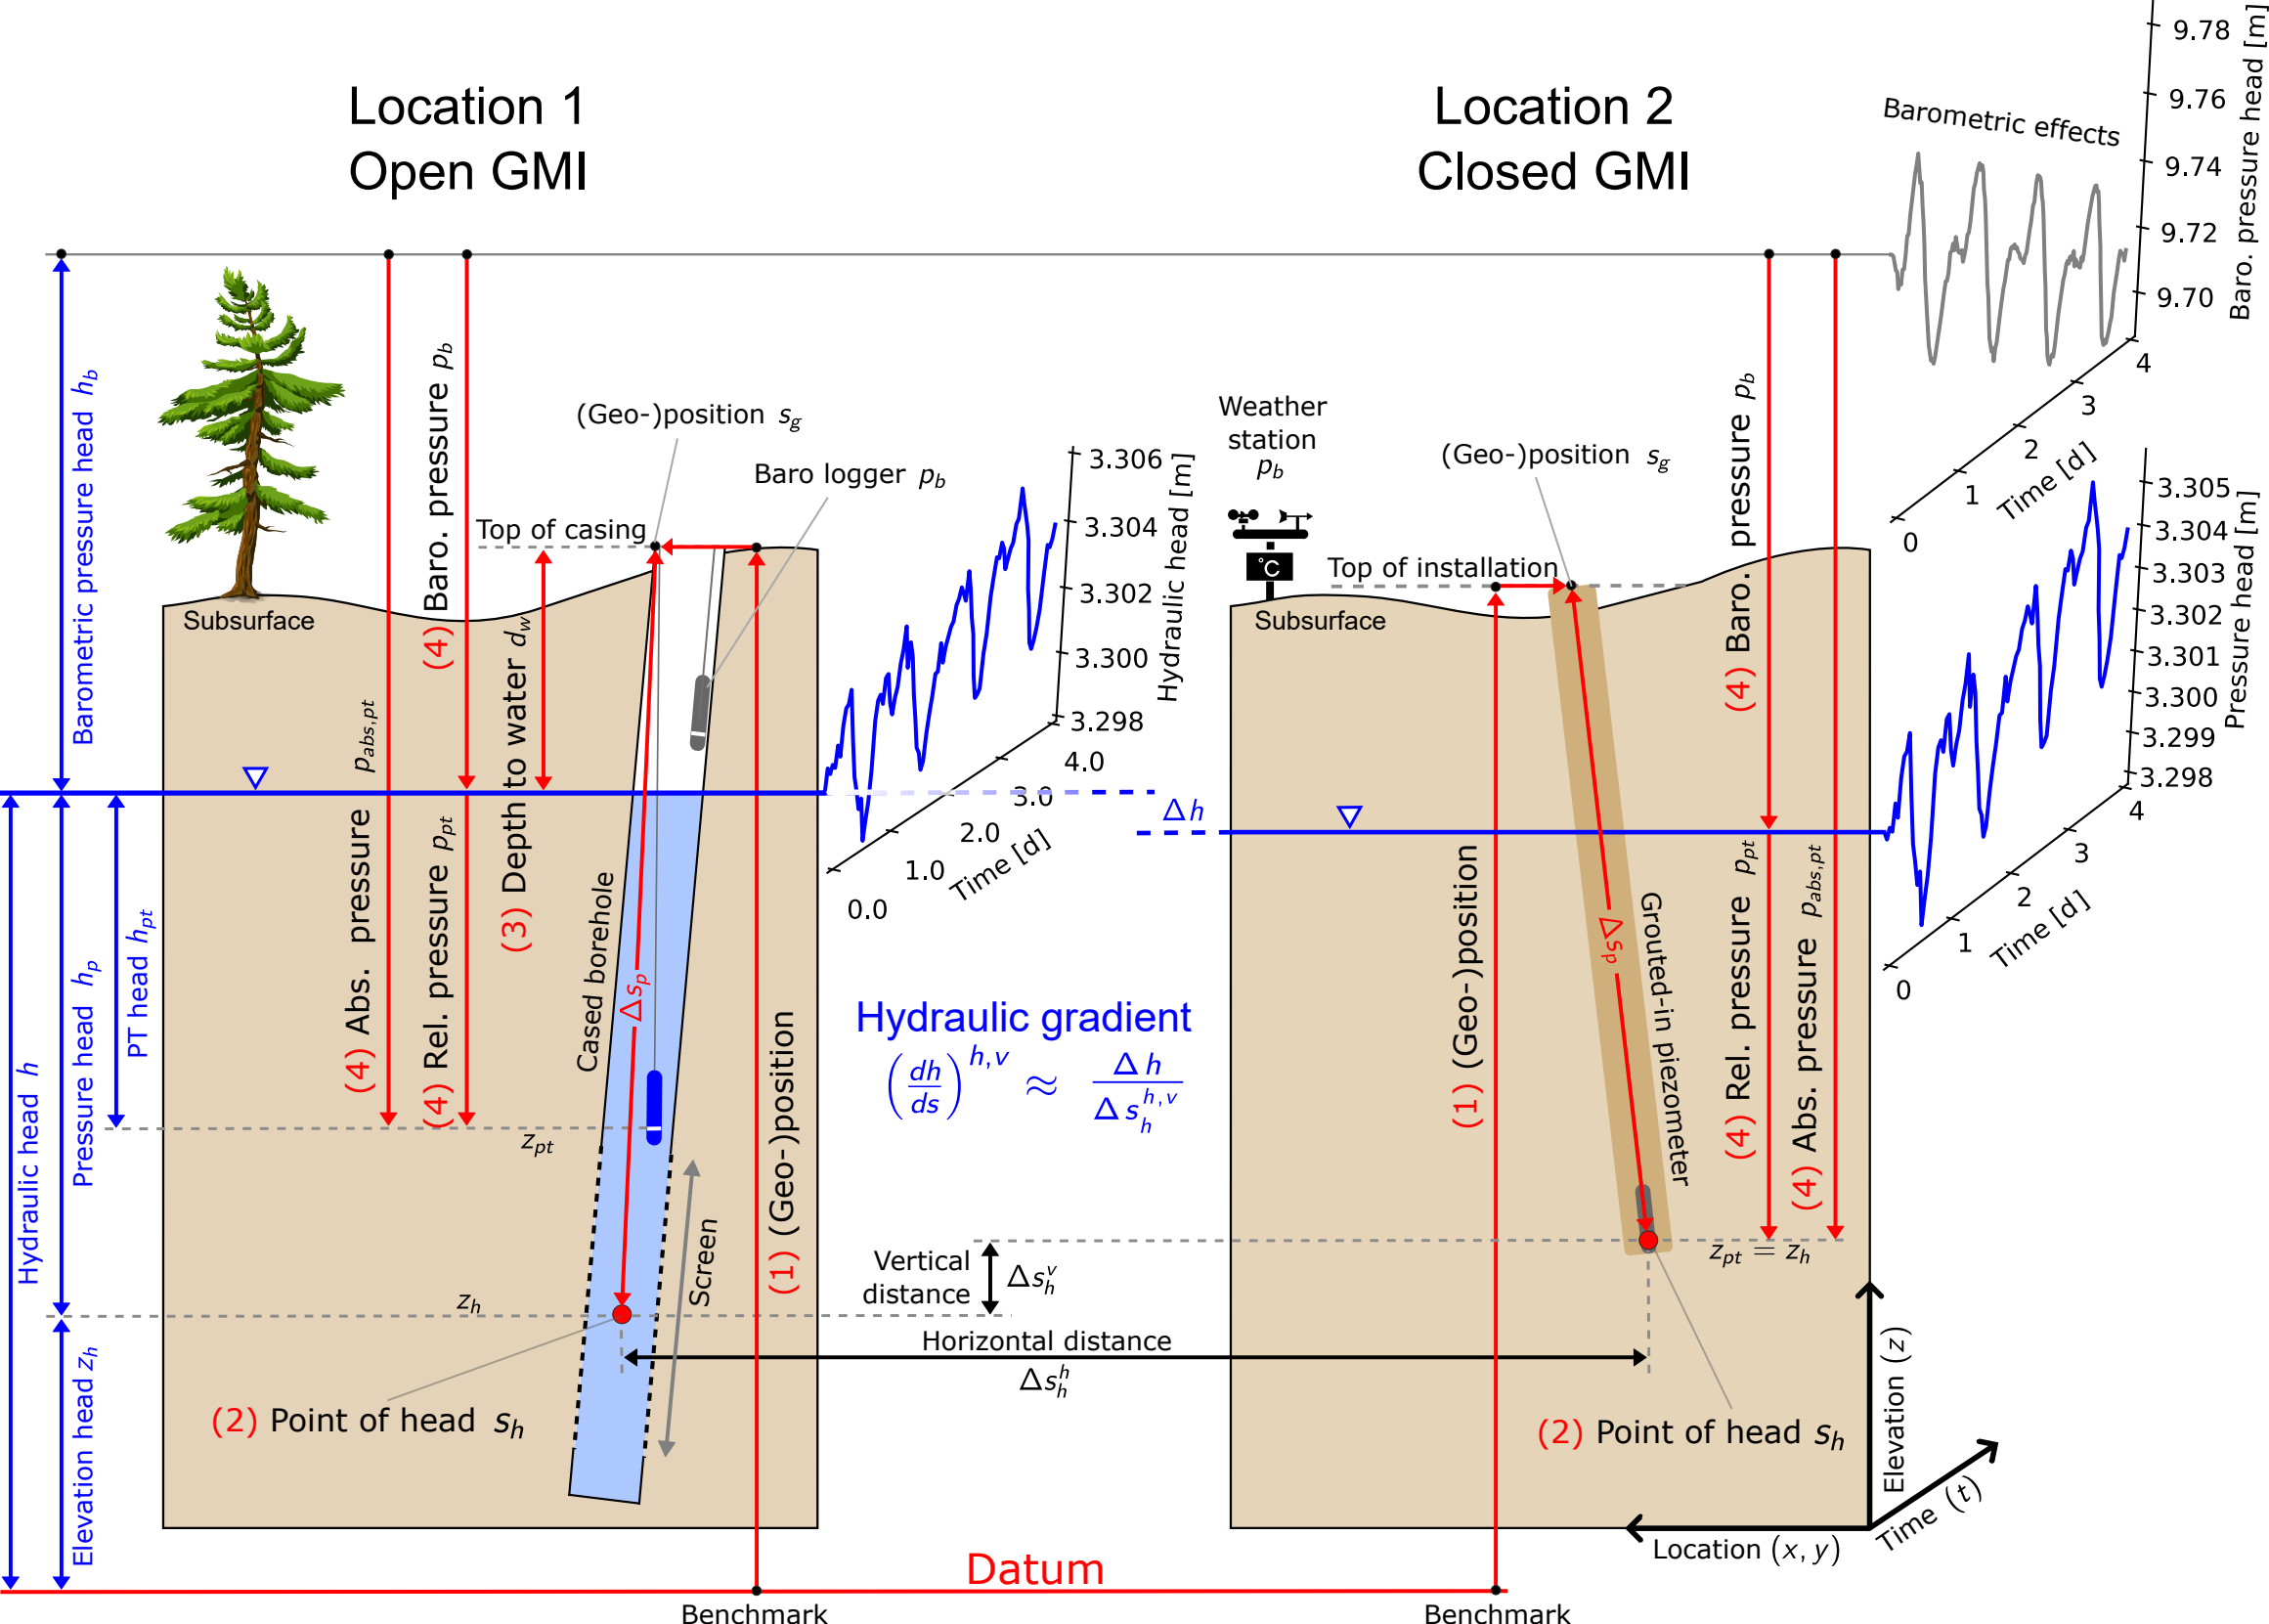 Location 1
Open GMI
Location 2
Closed GMI
Barometric effects
9.78
9.76
9.74
9.72
9.70
Baro. pressure head [m]
0
1
2
3
4
Time [d]
Barometric pressure head h_b
(4) Abs. pressure p_abs,pt
(4) Baro. pressure p_b
(4) Rel. pressure p_pt
(3) Depth to water d_w
(Geo-)position s_g
Baro logger p_b
Top of casing
Subsurface
3.306
3.304
3.302
3.300
3.298
Hydraulic head [m]
0.0
1.0
2.0
3.0
4.0
Time [d]
Weather
station
p_b
°C
(Geo-)position s_g
Top of installation
Subsurface
(4) Baro. pressure p_b
3.305
3.304
3.303
3.302
3.301
3.300
3.299
3.298
Pressure head [m]
0
1
2
3
4
Time [d]
Δh
Hydraulic head h
Pressure head h_p
PT head h_pt
Elevation head z_h
Cased borehole
Δs_p
z_pt
z_h
Screen
(1) (Geo-)position
(2) Point of head s_h
Hydraulic gradient
(dh/ds)^h,v ≈ Δh/Δs_h^h,v
Vertical
distance
Δs_h^v
Horizontal distance
Δs_h^h
(1) (Geo-)position
Δs_p
Grouted-in piezometer
(4) Rel. pressure p_pt
(4) Abs. pressure p_abs,pt
z_pt = z_h
(2) Point of head s_h
Elevation (z)
Location (x, y)
Time (t)
Datum
Benchmark
Benchmark